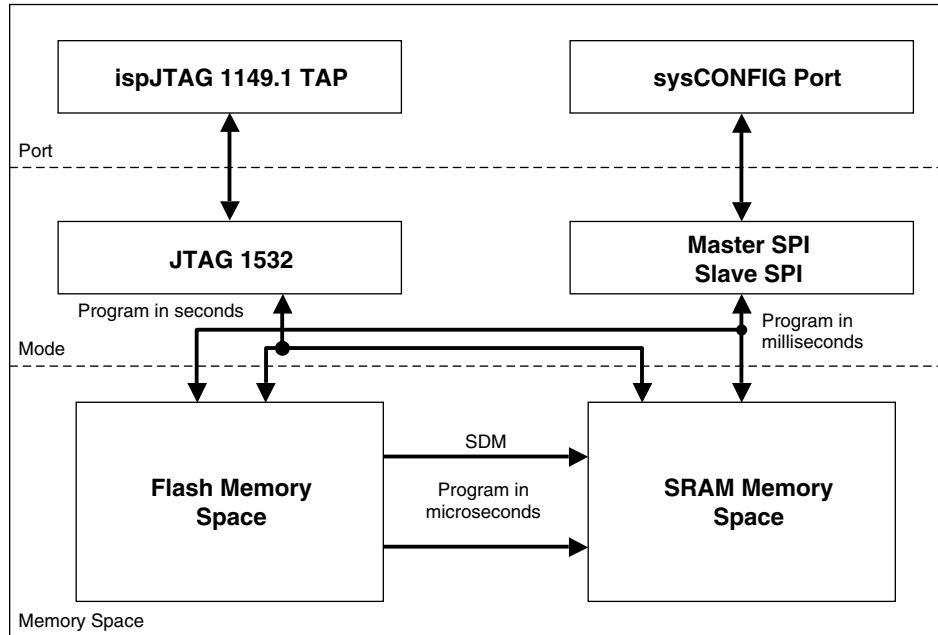 ispJTAG 1149.1 TAP
sysCONFIG Port
Port
JTAG 1532
Master SPI
Slave SPI
Program in seconds
Program in
milliseconds
Mode
SDM
Flash Memory
Space
Program in
microseconds
SRAM Memory
Space
Memory Space